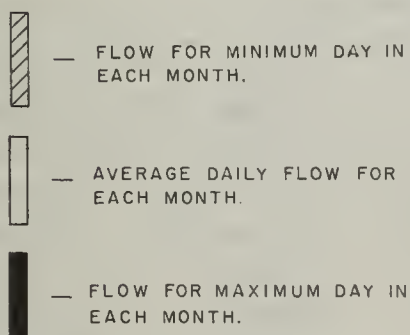 — FLOW FOR MINIMUM DAY IN
EACH MONTH.
— AVERAGE DAILY FLOW FOR
EACH MONTH.
— FLOW FOR MAXIMUM DAY IN
EACH MONTH.